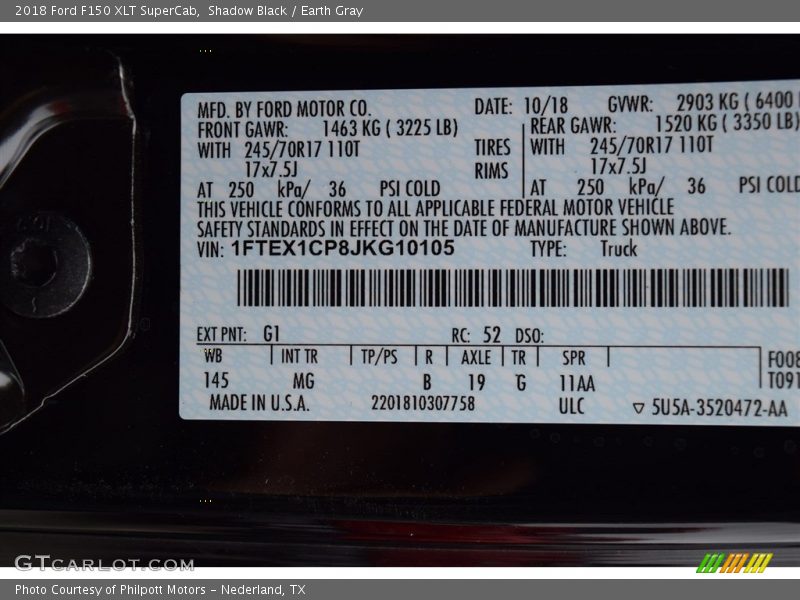 2018 Ford F150 XLT SuperCab,  Shadow Black / Earth Gray
MFD. BY FORD MOTOR CO. DATE: 10/18 GVWR: 2903 KG ( 6400
FRONT GAWR: 1463 KG ( 3225 LB) REAR GAWR: 1520 KG ( 3350 LB)
WITH 245/70R17 110T TIRES WITH 245/70R17 110T
17x7.5J RIMS 17x7.5J
AT 250 kPa/ 36 PSI COLD AT 250 kPa/ 36 PSI COLD
THIS VEHICLE CONFORMS TO ALL APPLICABLE FEDERAL MOTOR VEHICLE
SAFETY STANDARDS IN EFFECT ON THE DATE OF MANUFACTURE SHOWN ABOVE.
VIN: 1FTEX1CP8JKG10105 TYPE: Truck
EXT PNT: G1 RC: 52 DSO:
WB INT TR TP/PS R AXLE TR SPR F008
145 MG B 19 G 11AA T091
MADE IN U.S.A. 2201810307758 ULC ▽ 5U5A-3520472-AA
GTCARLOT.COM
Photo Courtesy of Philpott Motors – Nederland, TX